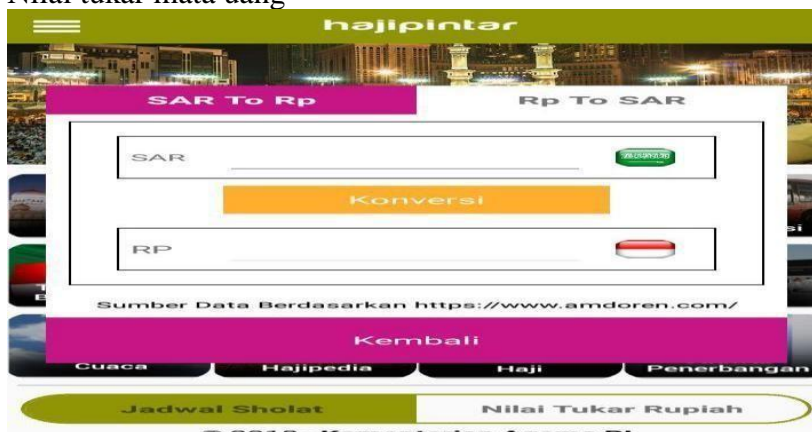 Nilai tukar mata uang
hajipintar
SAR To Rp Rp To SAR
SAR
Konversi
RP
Sumber Data Berdasarkan https://www.amdoren.com/
Kembali
Cuaca Hajipedia Haji Penerbangan
Jadwal Sholat Nilai Tukar Rupiah